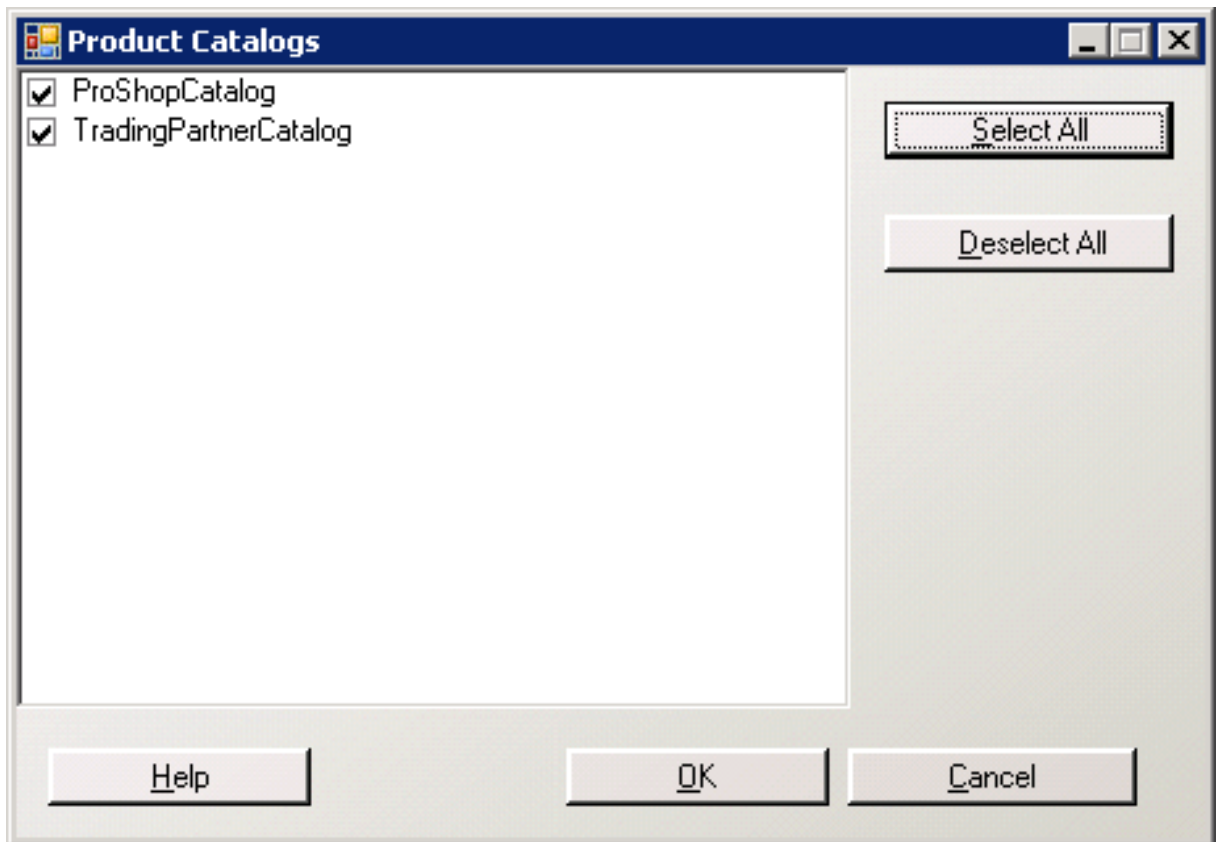 Product Catalogs
ProShopCatalog
TradingPartnerCatalog
Select All
Deselect All
Help
OK
Cancel